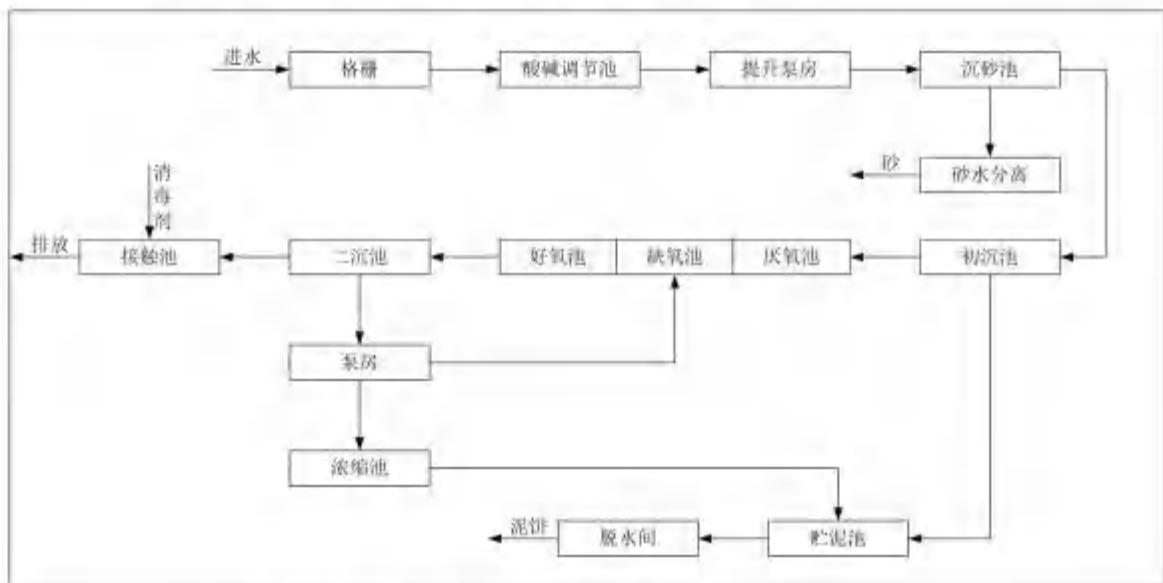 进水
格栅
酸碱调节池
提升泵房
沉砂池
消毒剂
砂
砂水分离
排放
接触池
二沉池
好氧池
缺氧池
厌氧池
初沉池
泵房
浓缩池
泥饼
脱水间
贮泥池